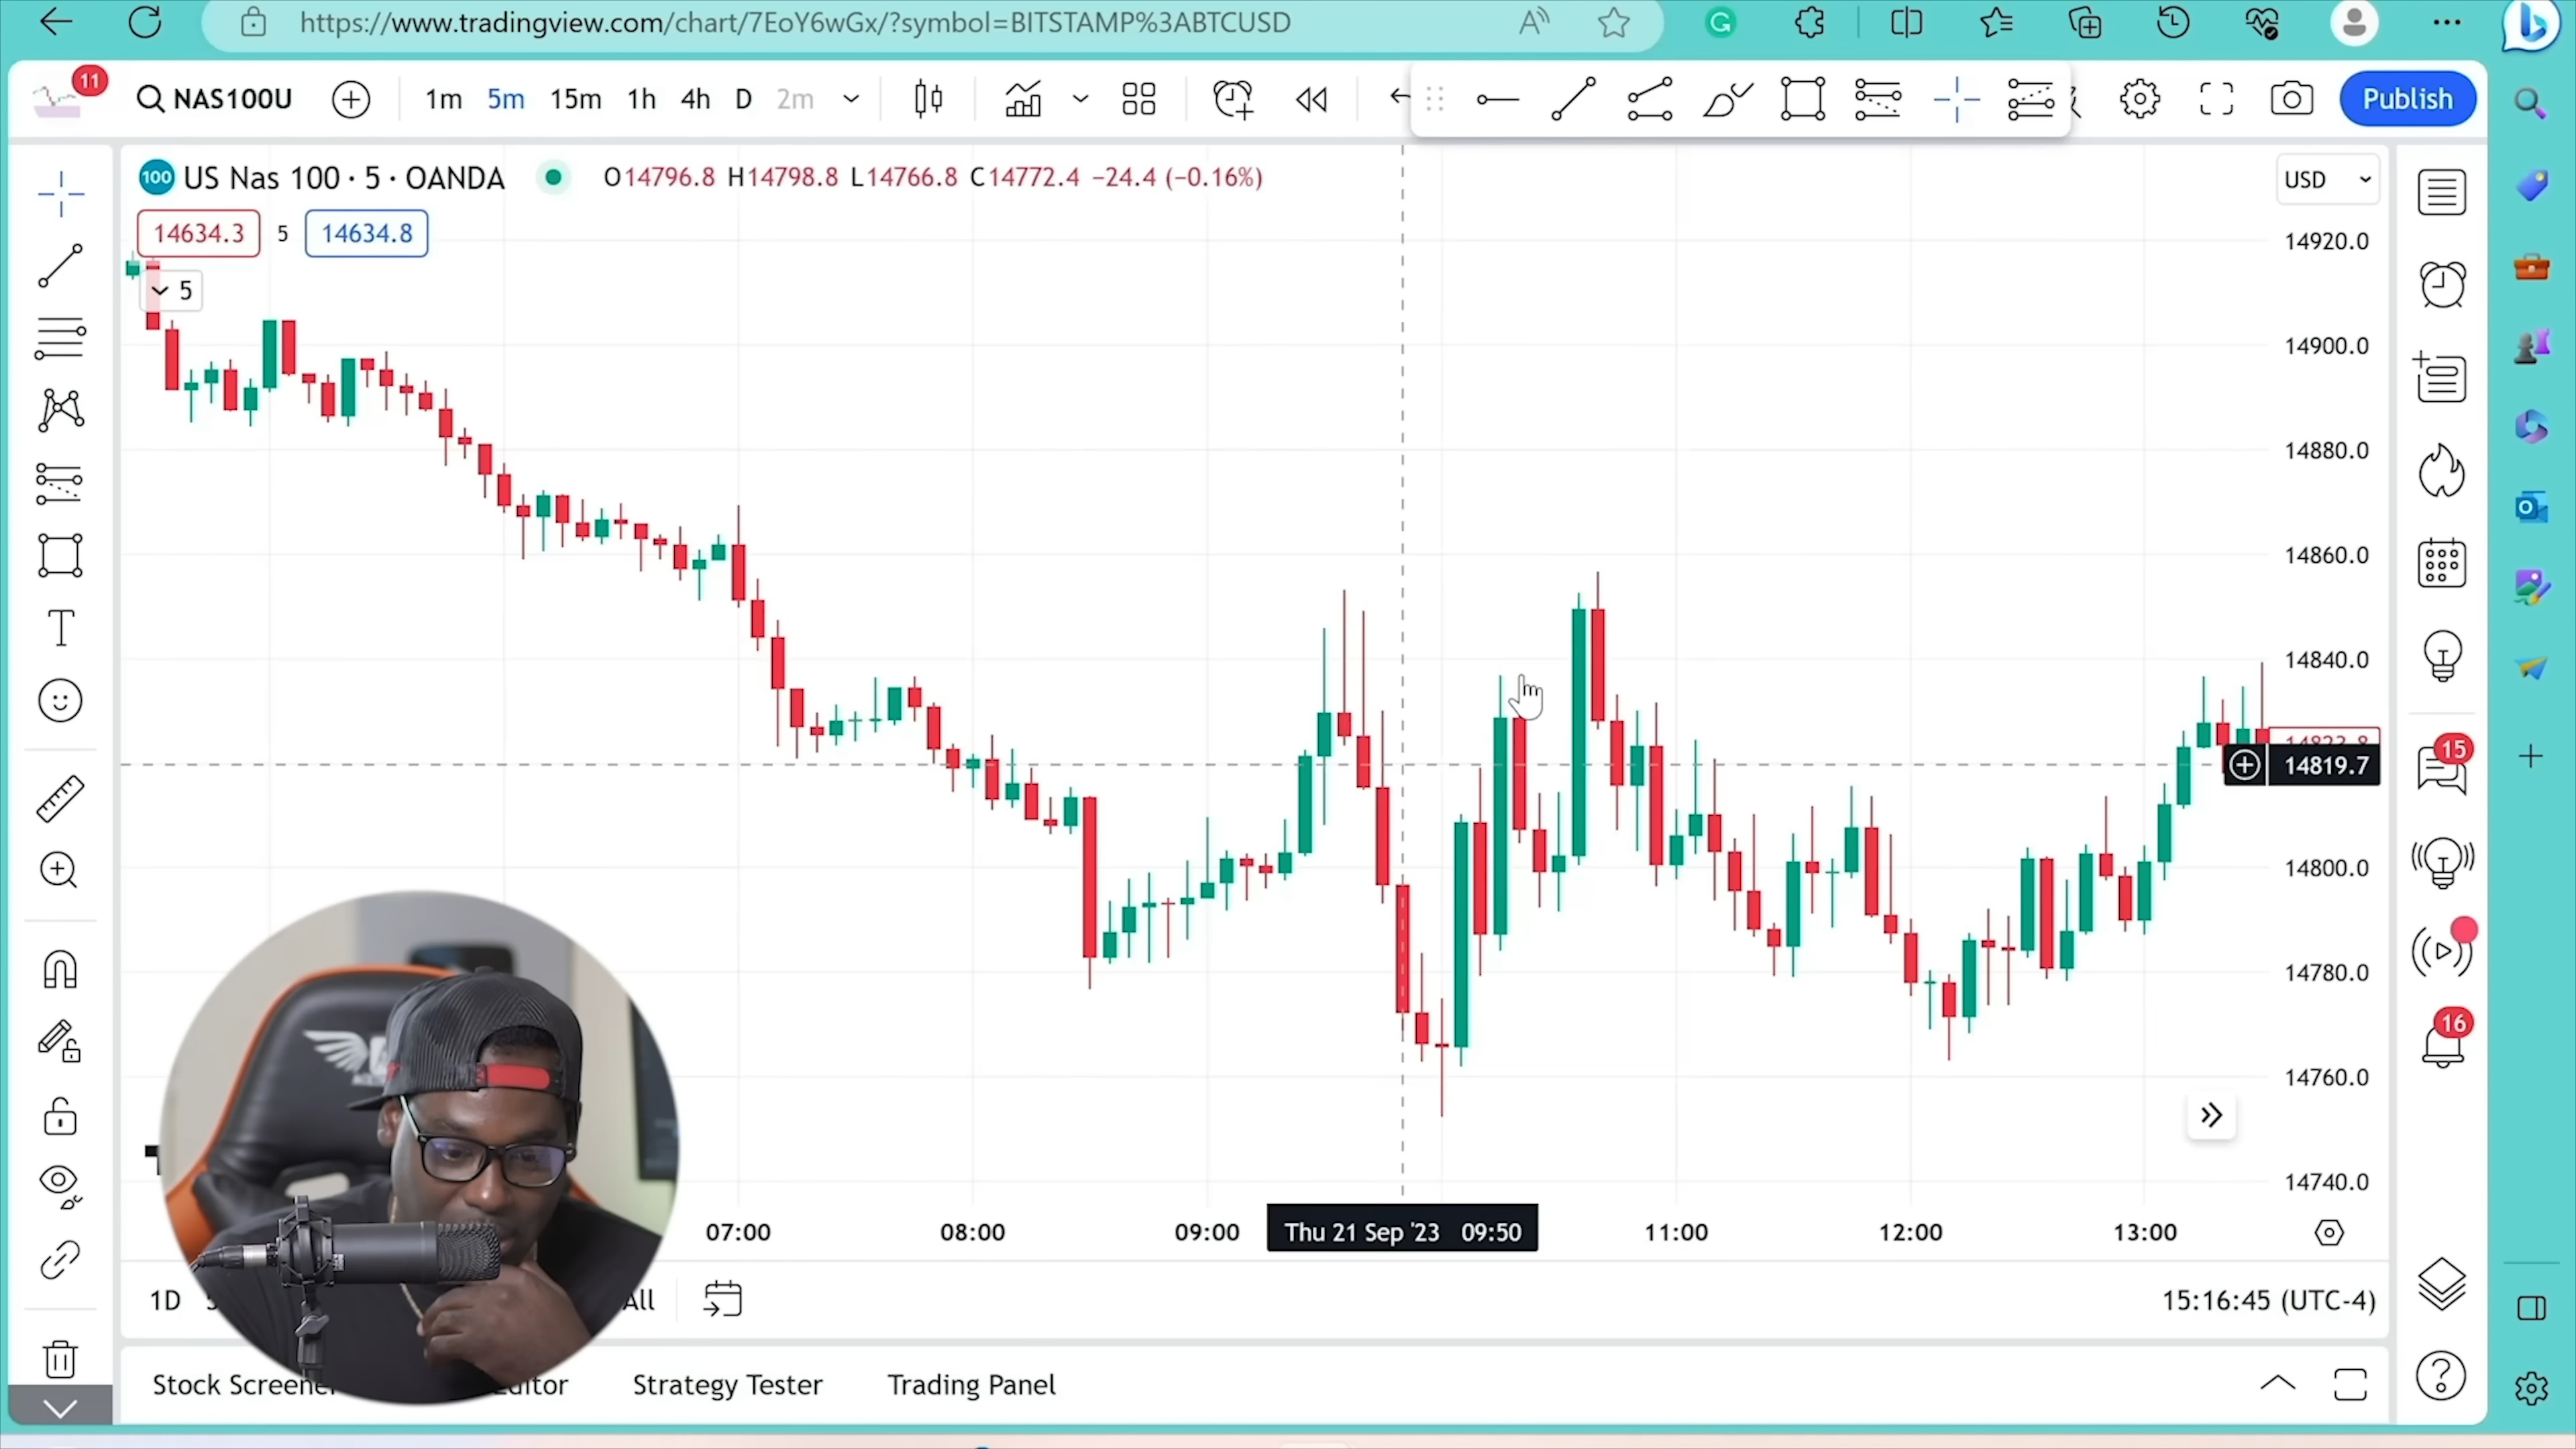 https://www.tradingview.com/chart/7EoY6wGx/?symbol=BITSTAMP%3ABTCUSD
11
NAS100U
1m 5m 15m 1h 4h D 2m
Publish
100 US Nas 100 · 5 · OANDA O14796.8 H14798.8 L14766.8 C14772.4 −24.4 (−0.16%)
USD
14634.3 5 14634.8
5
14920.0
14900.0
14880.0
14860.0
14840.0
14819.7
14800.0
14780.0
14760.0
14740.0
15
16
07:00 08:00 09:00 Thu 21 Sep '23 09:50 11:00 12:00 13:00
1D All 15:16:45 (UTC-4)
Stock Screener Strategy Tester Trading Panel